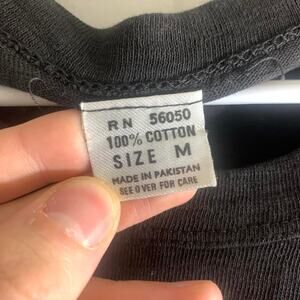 RN 56050
100% COTTON
SIZE M
MADE IN PAKISTAN
SEE OVER FOR CARE